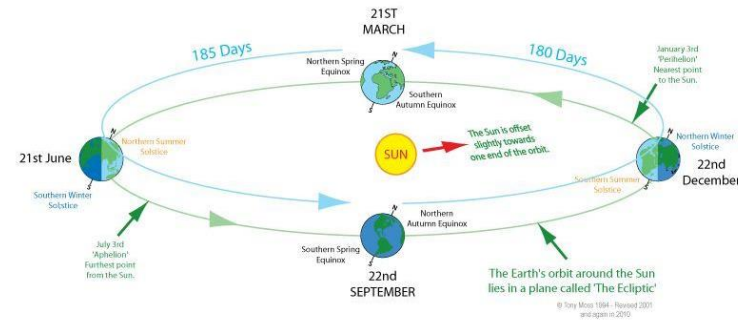 21ST
MARCH
185 Days
180 Days
Northern Spring
Equinox
N
S
Southern
Autumn Equinox
January 3rd
'Perihelion'
Nearest point
to the Sun.
The Sun is offset
slightly towards
one end of the orbit.
SUN
21st June
N
S
Northern Summer
Solstice
Southern Winter
Solstice
N
S
Northern Winter
Solstice
22nd
December
Southern Summer
Solstice
July 3rd
'Aphelion'
Furthest point
from the Sun.
N
S
Northern
Autumn Equinox
Southern Spring
Equinox
22nd
SEPTEMBER
The Earth's orbit around the Sun
lies in a plane called 'The Ecliptic'
© Tony Moss 1994 - Revised 2001
and again in 2010